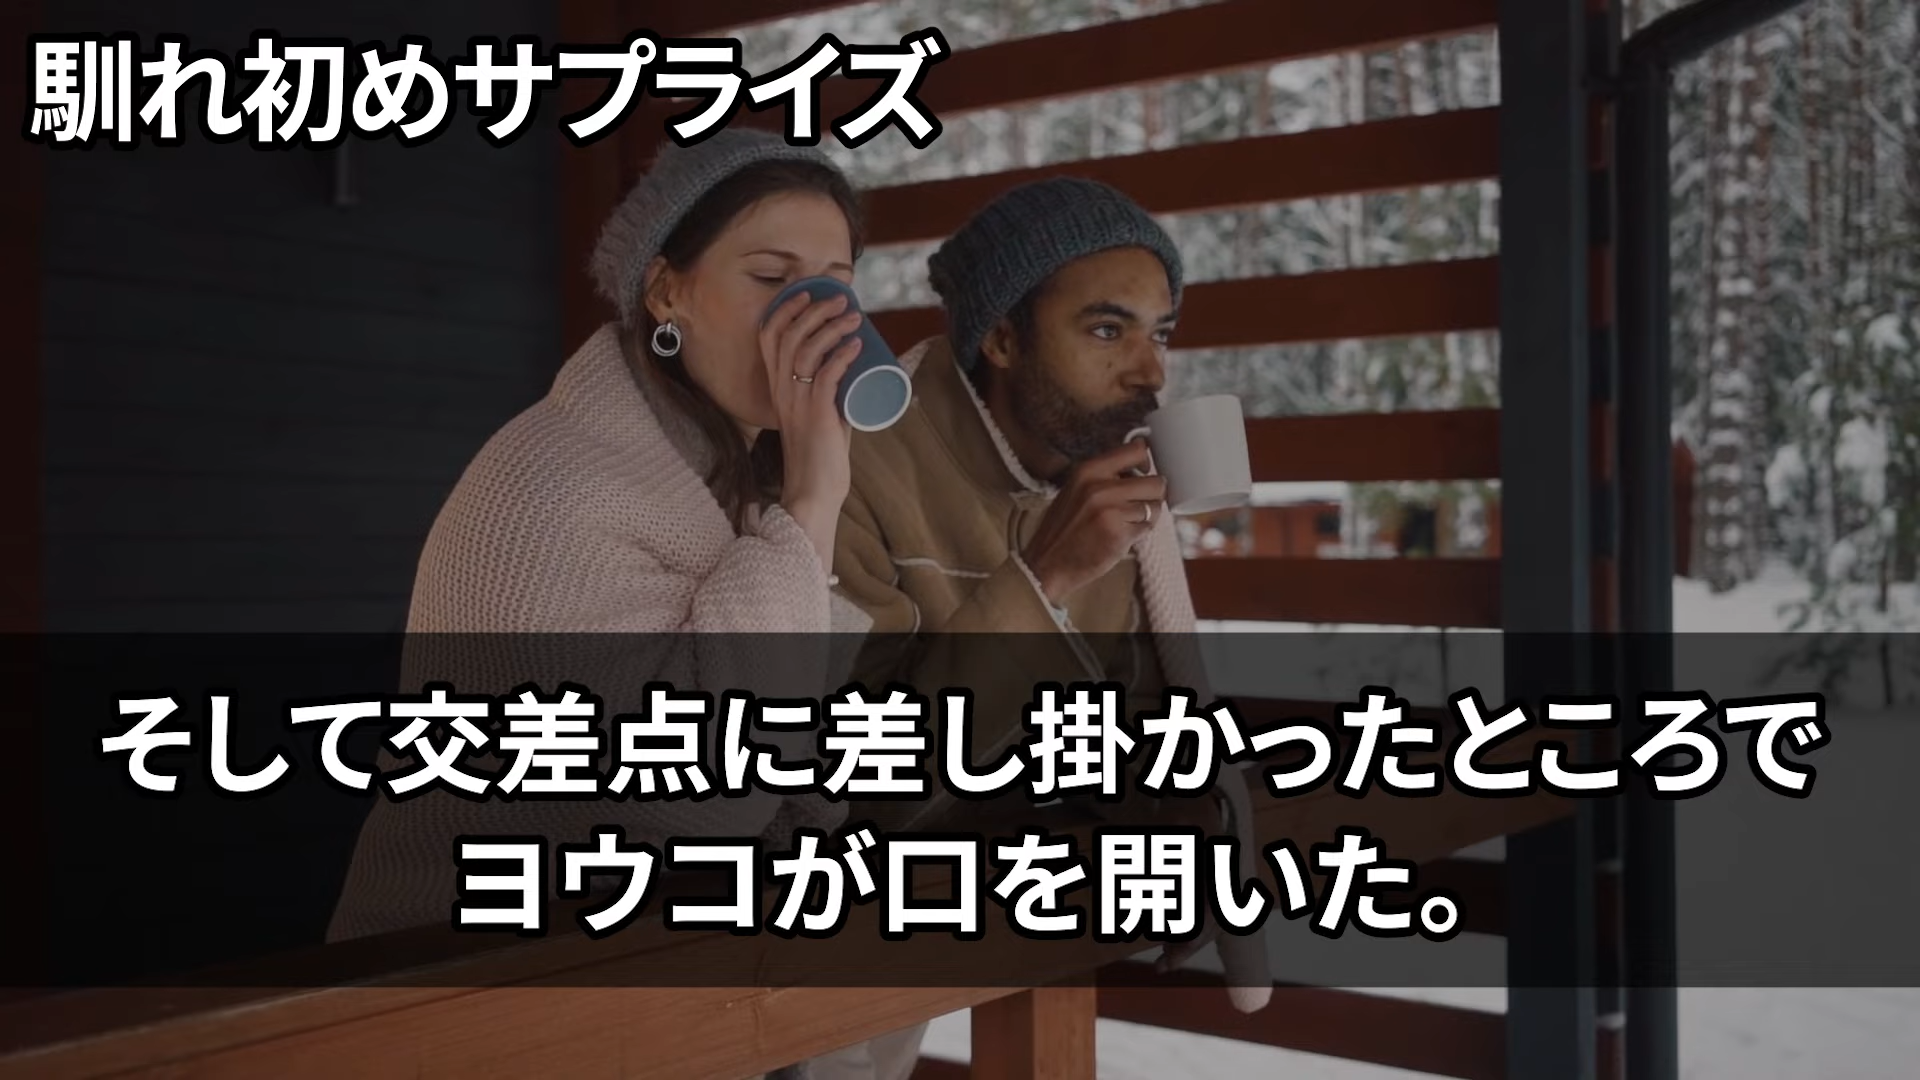 馴れ初めサプライズ
そして交差点に差し掛かったところで
ヨウコが口を開いた。